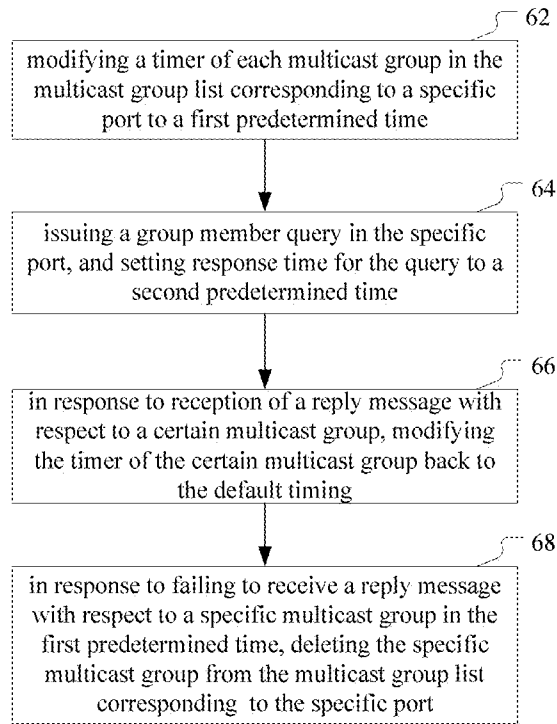 62
modifying a timer of each multicast group in the
multicast group list corresponding to a specific
port to a first predetermined time
64
issuing a group member query in the specific
port, and setting response time for the query to a
second predetermined time
66
in response to reception of a reply message with
respect to a certain multicast group, modifying
the timer of the certain multicast group back to
the default timing
68
in response to failing to receive a reply message
with respect to a specific multicast group in the
first predetermined time, deleting the specific
multicast group from the multicast group list
corresponding to the specific port